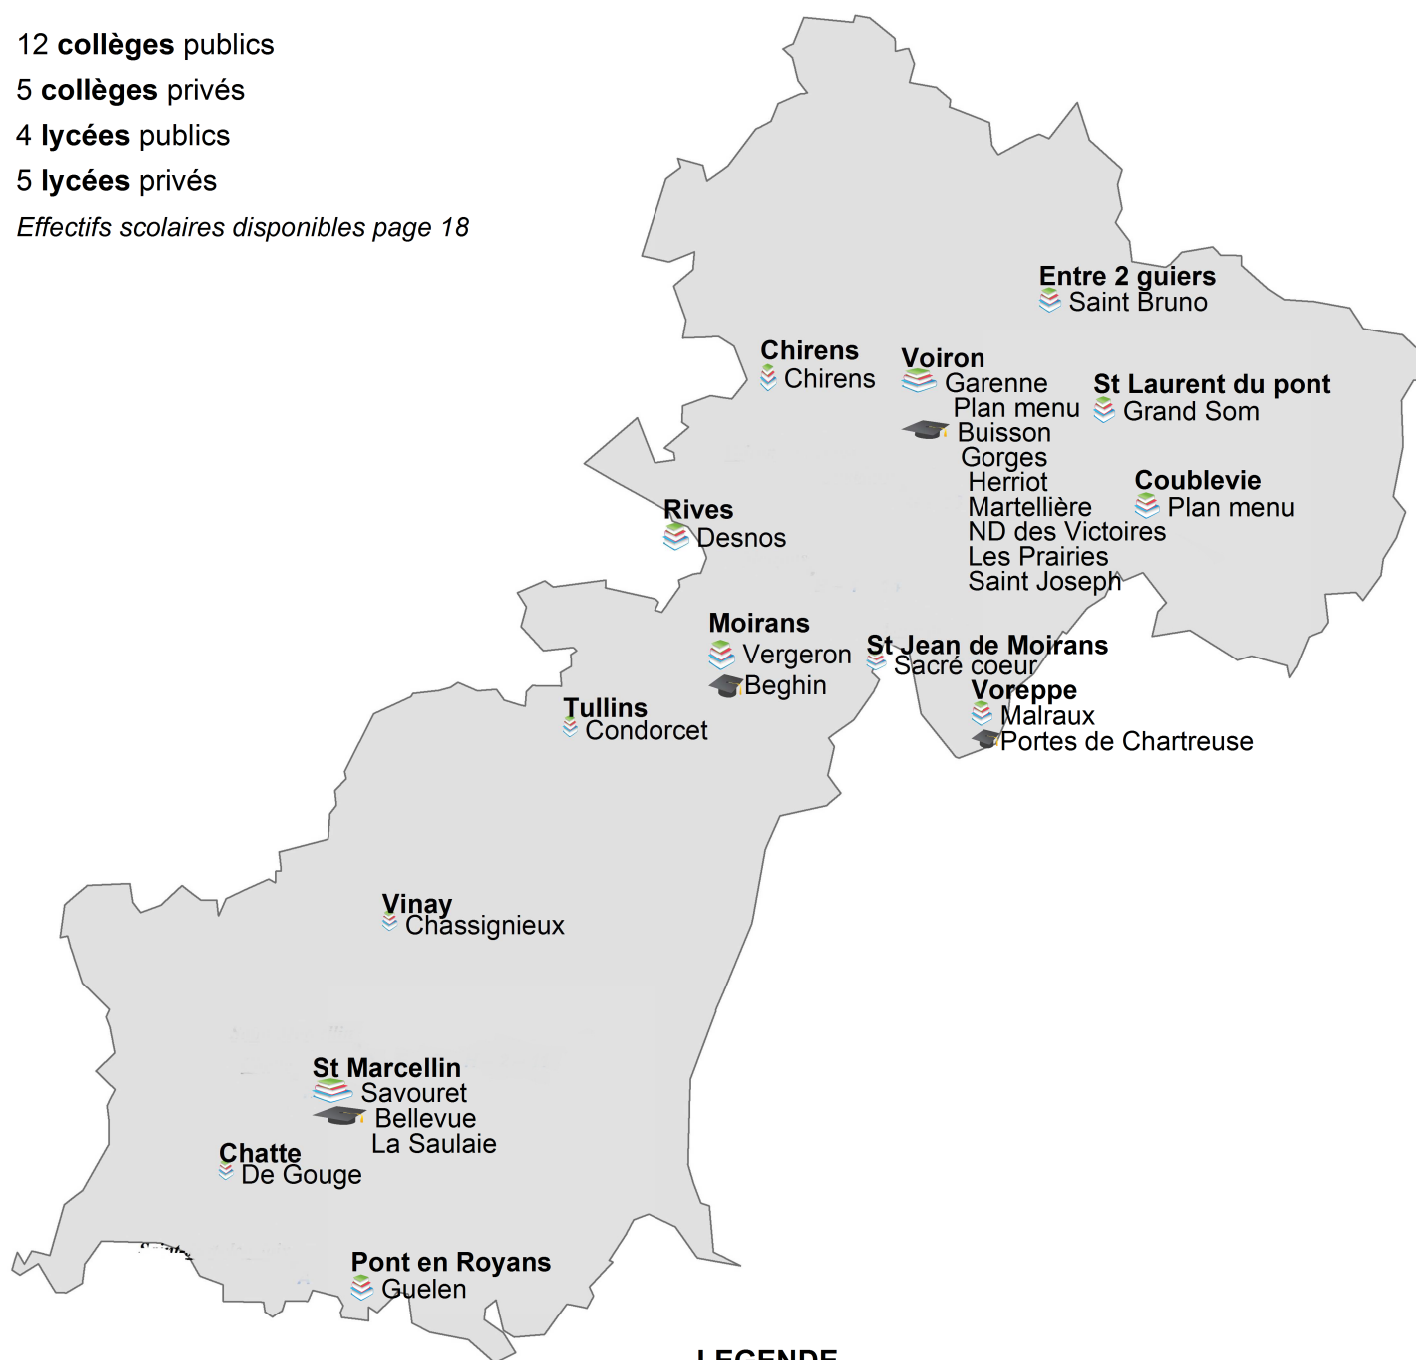 12 collèges publics
5 collèges privés
4 lycées publics
5 lycées privés
Effectifs scolaires disponibles page 18
Entre 2 guiers
Saint Bruno
Chirens
Chirens
Voiron
Garenne
Plan menu
Buisson
Gorges
Herriot
Martellière
ND des Victoires
Les Prairies
Saint Joseph
St Laurent du pont
Grand Som
Coublevie
Plan menu
Rives
Desnos
Moirans
Vergeron
Beghin
St Jean de Moirans
Sacré coeur
Voreppe
Malraux
Portes de Chartreuse
Tullins
Condorcet
Vinay
Chassignieux
St Marcellin
Savouret
Bellevue
La Saulaie
Chatte
De Gouge
Pont en Royans
Guelen
LEGENDE